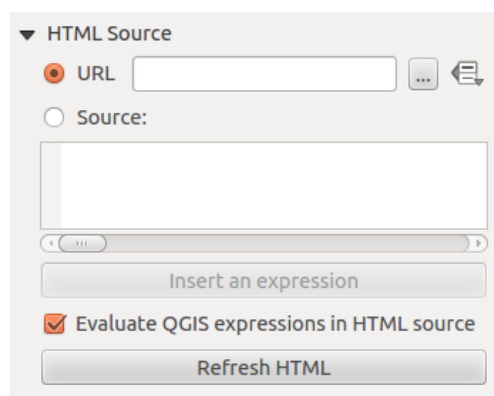 HTML Source
URL ...
Source:
Insert an expression
Evaluate QGIS expressions in HTML source
Refresh HTML